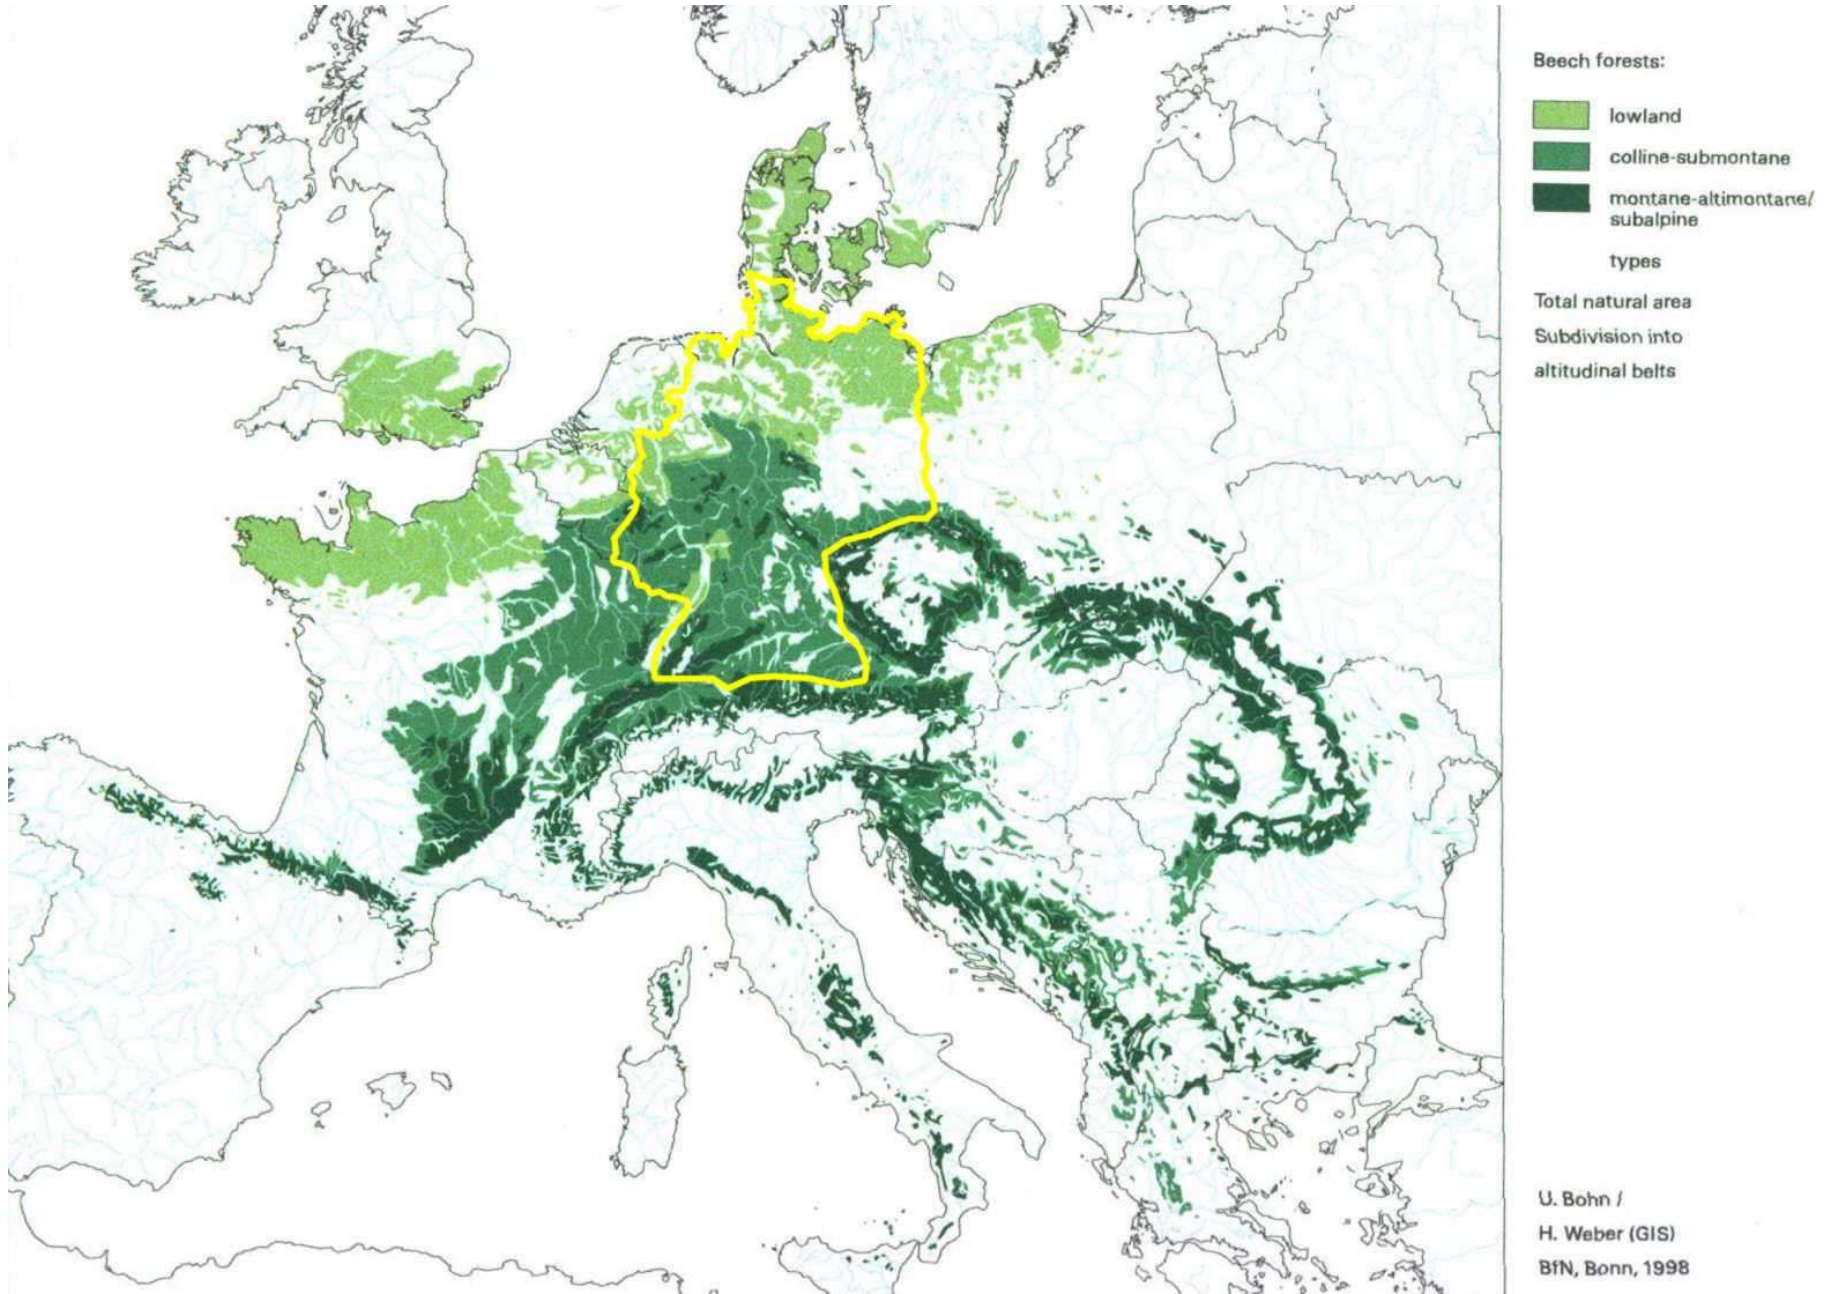 Beech forests:
lowland
colline-submontane
montane-altimontane/
subalpine
types
Total natural area
Subdivision into
altitudinal belts
U. Bohn /
H. Weber (GIS)
BfN, Bonn, 1998